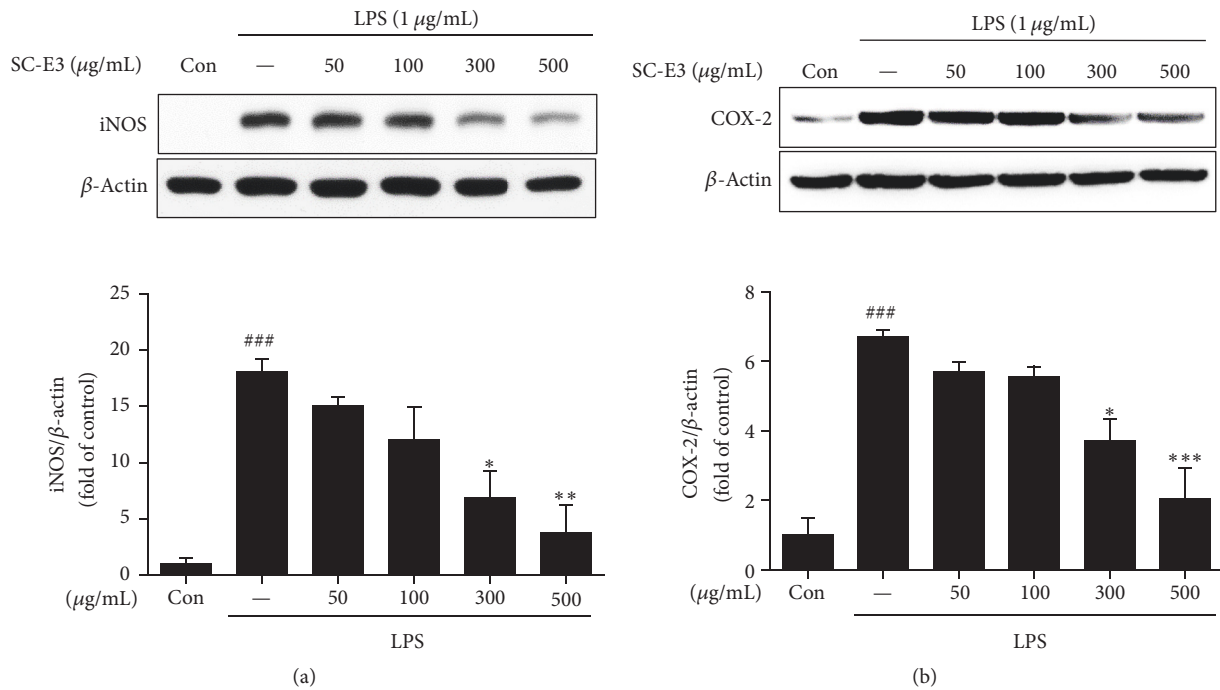 LPS (1 μg/mL)
SC-E3 (μg/mL) Con — 50 100 300 500
iNOS
β-Actin
25
20
15
10
5
0
iNOS/β-actin
(fold of control)
###
*
**
(μg/mL) Con — 50 100 300 500
LPS
(a)
LPS (1 μg/mL)
SC-E3 (μg/mL) Con — 50 100 300 500
COX-2
β-Actin
8
6
4
2
0
COX-2/β-actin
(fold of control)
###
*
***
(μg/mL) Con — 50 100 300 500
LPS
(b)